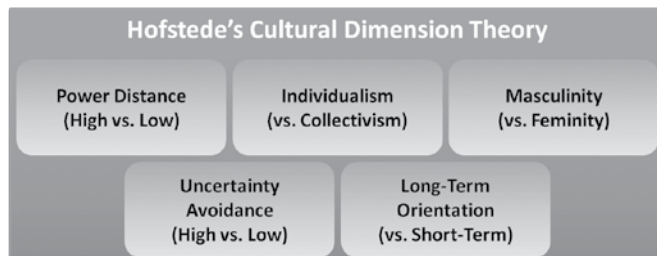 Hofstede's Cultural Dimension Theory
Power Distance
(High vs. Low)
Individualism
(vs. Collectivism)
Masculinity
(vs. Feminity)
Uncertainty
Avoidance
(High vs. Low)
Long-Term
Orientation
(vs. Short-Term)